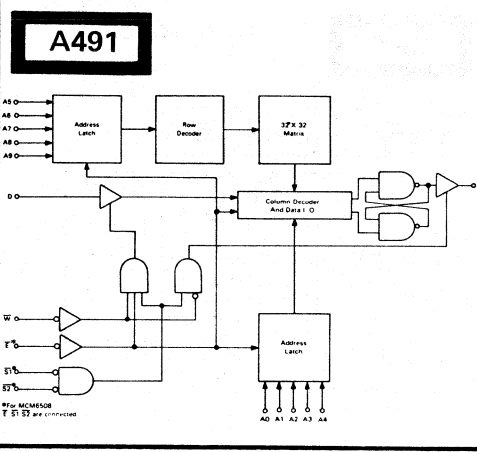 A491
A5
A6
A7
A8
A9
Address
Latch
Row
Decoder
32 X 32
Matrix
D
Column Decoder
And Data I O
W̅
E̅*
S1̅*
S2̅*
Address
Latch
A0 A1 A2 A3 A4
*For MCM6508
E̅ S1̅ S2̅ are connected